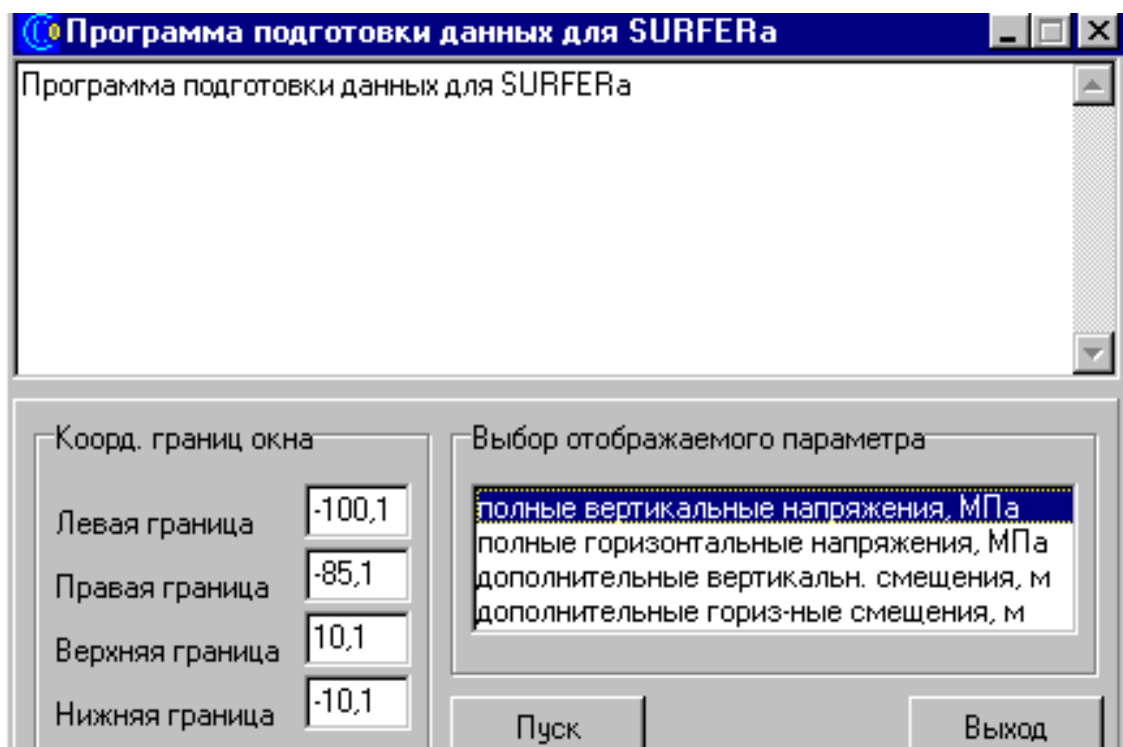 Программа подготовки данных для SURFERа
Программа подготовки данных для SURFERа
Коорд. границ окна
Левая граница -100,1
Правая граница -85,1
Верхняя граница 10,1
Нижняя граница -10,1
Выбор отображаемого параметра
полные вертикальные напряжения, МПа
полные горизонтальные напряжения, МПа
дополнительные вертикальн. смещения, м
дополнительные гориз-ные смещения, м
Пуск
Выход